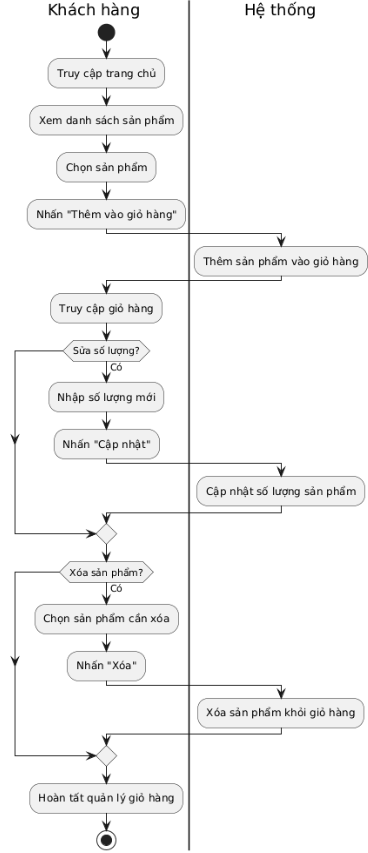 Khách hàng
Hệ thống
Truy cập trang chủ
Xem danh sách sản phẩm
Chọn sản phẩm
Nhấn "Thêm vào giỏ hàng"
Thêm sản phẩm vào giỏ hàng
Truy cập giỏ hàng
Sửa số lượng?
Có
Nhập số lượng mới
Nhấn "Cập nhật"
Cập nhật số lượng sản phẩm
Xóa sản phẩm?
Có
Chọn sản phẩm cần xóa
Nhấn "Xóa"
Xóa sản phẩm khỏi giỏ hàng
Hoàn tất quản lý giỏ hàng